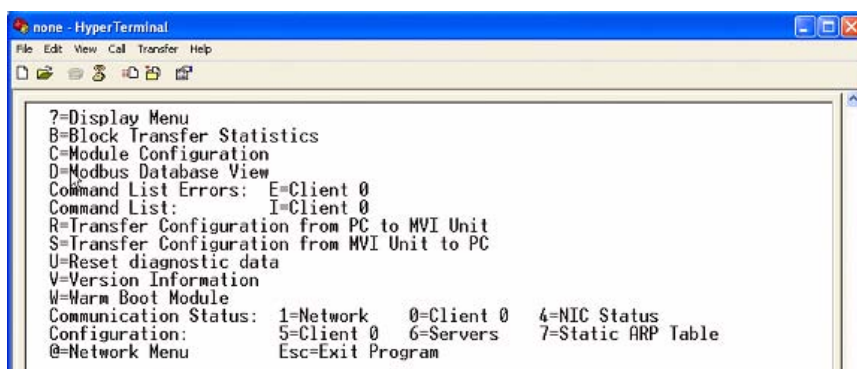 none - HyperTerminal
File Edit View Call Transfer Help
?=Display Menu
B=Block Transfer Statistics
C=Module Configuration
D=Modbus Database View
Command List Errors: E=Client 0
Command List: I=Client 0
R=Transfer Configuration from PC to MVI Unit
S=Transfer Configuration from MVI Unit to PC
U=Reset diagnostic data
V=Version Information
W=Warm Boot Module
Communication Status: 1=Network 0=Client 0 4=NIC Status
Configuration: 5=Client 0 6=Servers 7=Static ARP Table
@=Network Menu Esc=Exit Program